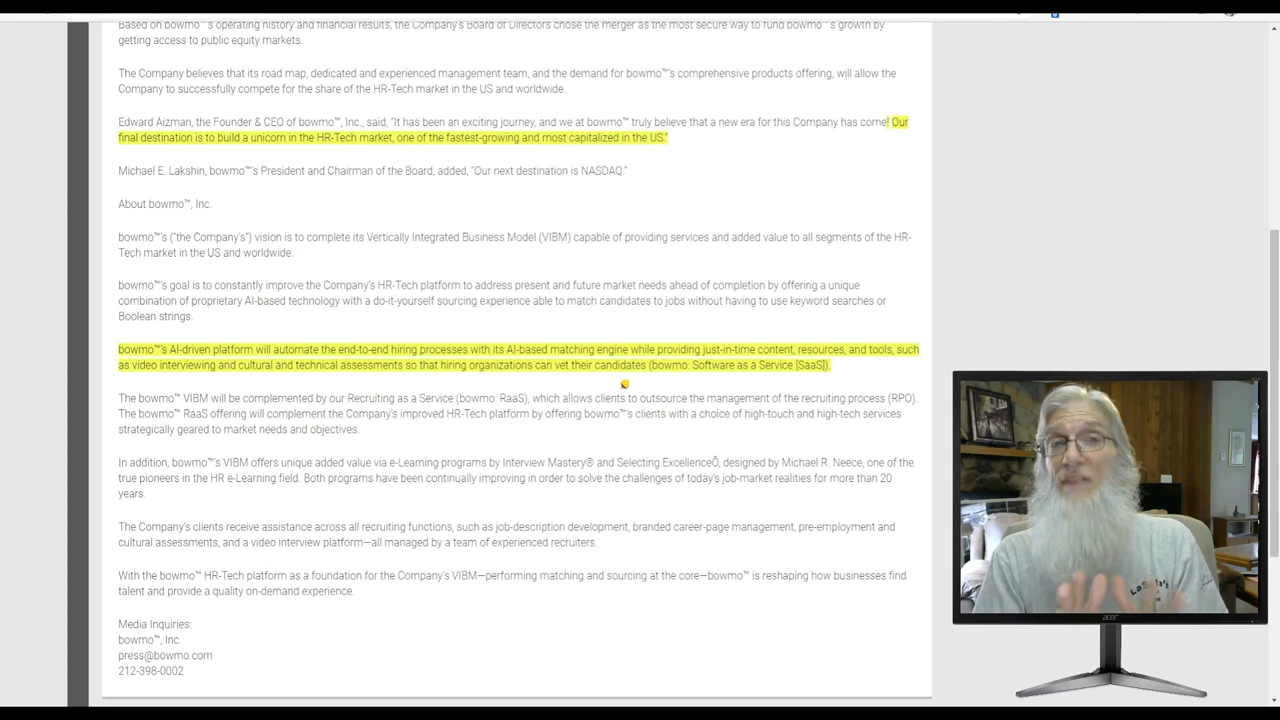 Based on bowmo™'s operating history and financial results, the Company's Board of Directors chose the merger as the most secure way to fund bowmo™'s growth by
getting access to public equity markets.
The Company believes that its road map, dedicated and experienced management team, and the demand for bowmo™'s comprehensive products offering, will allow the
Company to successfully compete for the share of the HR-Tech market in the US and worldwide.
Edward Aizman, the Founder & CEO of bowmo™, Inc., said, "It has been an exciting journey, and we at bowmo™ truly believe that a new era for this Company has come! Our
final destination is to build a unicorn in the HR-Tech market, one of the fastest-growing and most capitalized in the US."
Michael E. Lakshin, bowmo™'s President and Chairman of the Board, added, "Our next destination is NASDAQ."
About bowmo™, Inc.
bowmo™'s ("the Company's") vision is to complete its Vertically Integrated Business Model (VIBM) capable of providing services and added value to all segments of the HR-
Tech market in the US and worldwide.
bowmo™'s goal is to constantly improve the Company's HR-Tech platform to address present and future market needs ahead of completion by offering a unique
combination of proprietary AI-based technology with a do-it-yourself sourcing experience able to match candidates to jobs without having to use keyword searches or
Boolean strings.
bowmo™'s AI-driven platform will automate the end-to-end hiring processes with its AI-based matching engine while providing just-in-time content, resources, and tools, such
as video interviewing and cultural and technical assessments so that hiring organizations can vet their candidates (bowmo: Software as a Service [SaaS]).
The bowmo™ VIBM will be complemented by our Recruiting as a Service (bowmo: RaaS), which allows clients to outsource the management of the recruiting process (RPO).
The bowmo™ RaaS offering will complement the Company's improved HR-Tech platform by offering bowmo™'s clients with a choice of high-touch and high-tech services
strategically geared to market needs and objectives.
In addition, bowmo™'s VIBM offers unique added value via e-Learning programs by Interview Mastery® and Selecting ExcellenceÔ, designed by Michael R. Neece, one of the
true pioneers in the HR e-Learning field. Both programs have been continually improving in order to solve the challenges of today's job-market realities for more than 20
years.
The Company's clients receive assistance across all recruiting functions, such as job-description development, branded career-page management, pre-employment and
cultural assessments, and a video interview platform—all managed by a team of experienced recruiters.
With the bowmo™ HR-Tech platform as a foundation for the Company's VIBM—performing matching and sourcing at the core—bowmo™ is reshaping how businesses find
talent and provide a quality on-demand experience.
Media Inquiries:
bowmo™, Inc.
press@bowmo.com
212-398-0002
acer